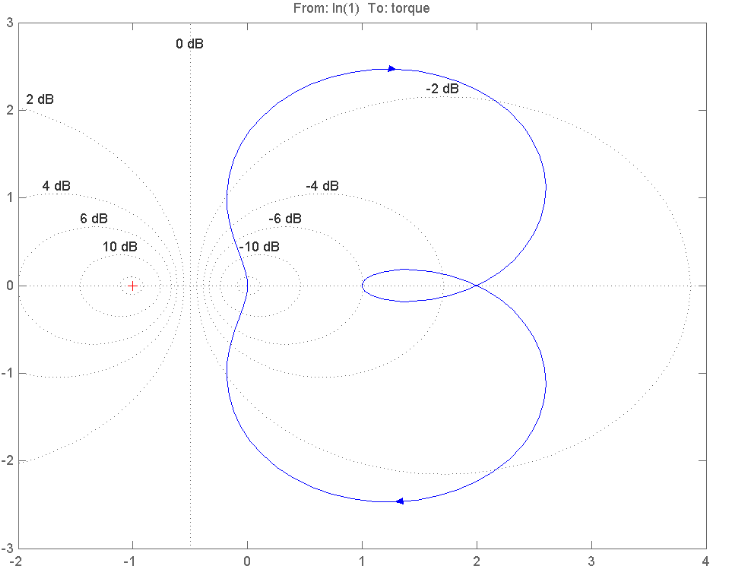 From: In(1) To: torque
3
0 dB
2 dB
-2 dB
2
4 dB
-4 dB
1
6 dB
-6 dB
10 dB
-10 dB
0
-1
-2
-3
-2
-1
0
1
2
3
4